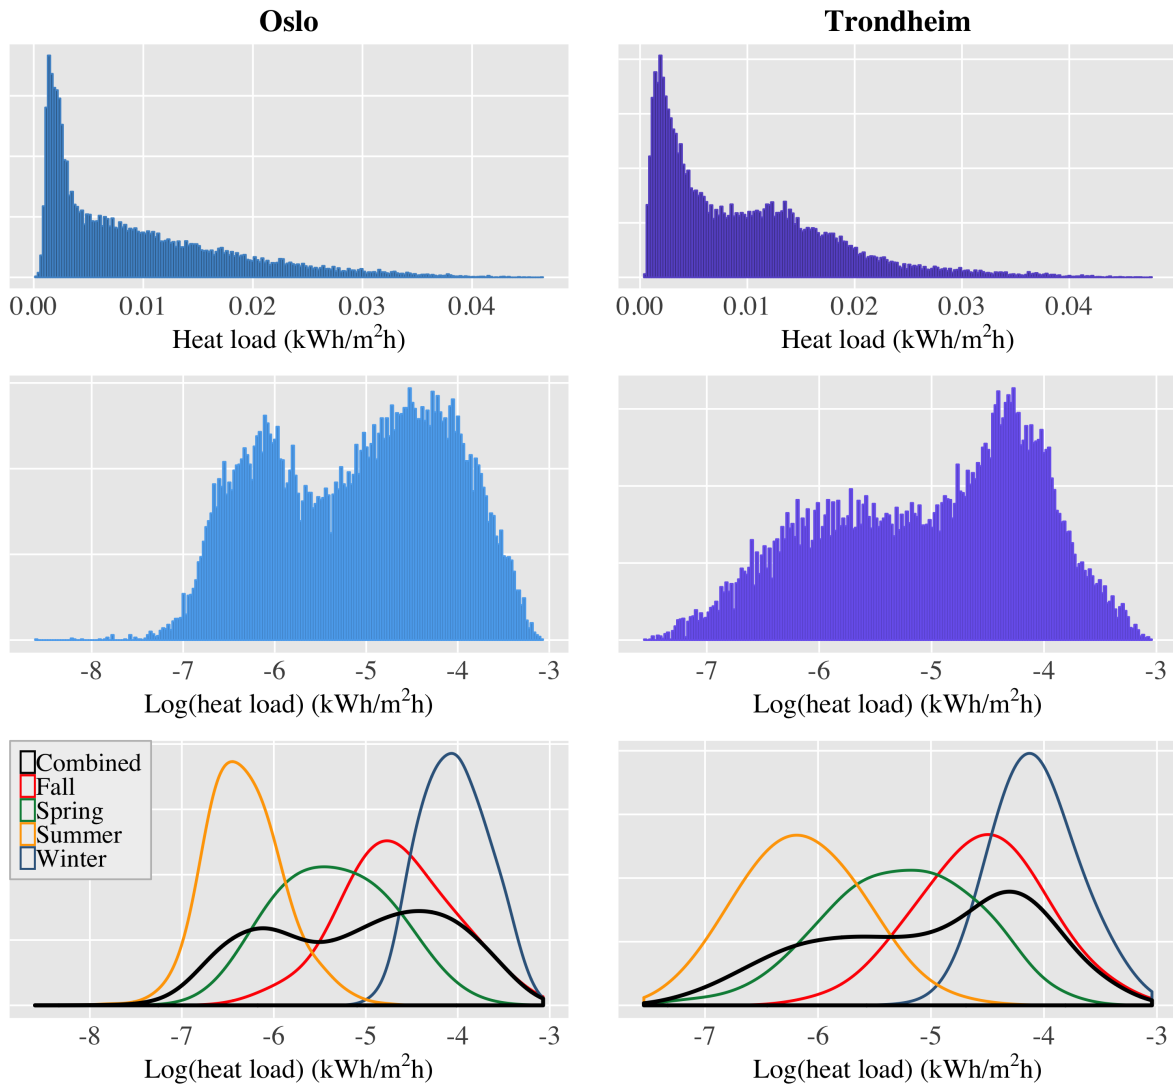 Oslo
Trondheim
0.00 0.01 0.02 0.03 0.04
0.00 0.01 0.02 0.03 0.04
Heat load (kWh/m²h)
Heat load (kWh/m²h)
-8 -7 -6 -5 -4 -3
-7 -6 -5 -4 -3
Log(heat load) (kWh/m²h)
Log(heat load) (kWh/m²h)
Combined
Fall
Spring
Summer
Winter
-8 -7 -6 -5 -4 -3
-7 -6 -5 -4 -3
Log(heat load) (kWh/m²h)
Log(heat load) (kWh/m²h)